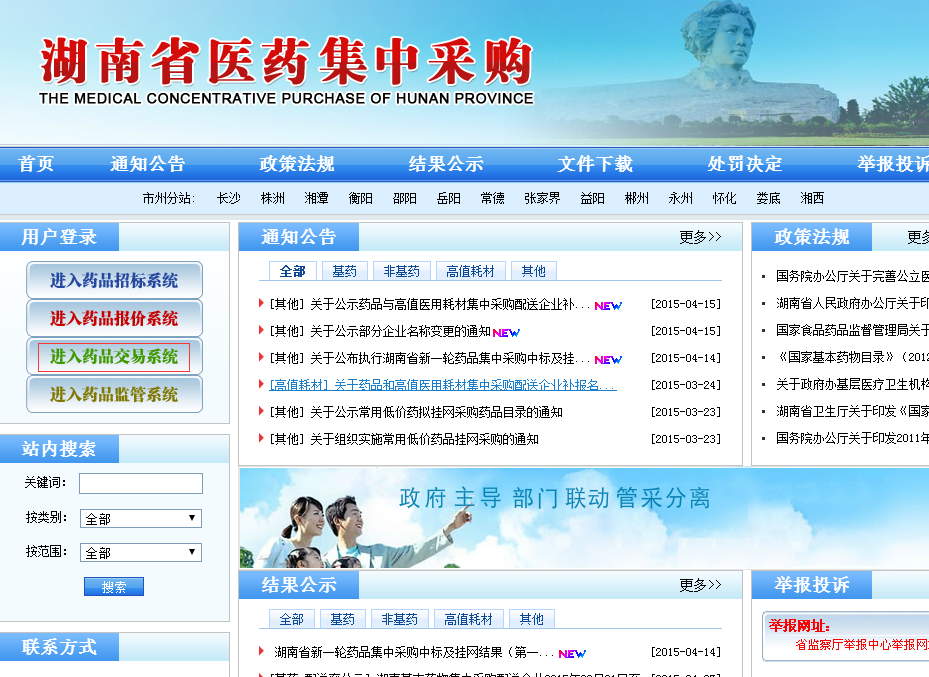 湖南省医药集中采购
THE MEDICAL CONCENTRATIVE PURCHASE OF HUNAN PROVINCE
首页 通知公告 政策法规 结果公示 文件下载 处罚决定 举报投诉
市州分站: 长沙 株洲 湘潭 衡阳 邵阳 岳阳 常德 张家界 益阳 郴州 永州 怀化 娄底 湘西
用户登录
进入药品招标系统
进入药品报价系统
进入药品交易系统
进入药品监管系统
站内搜索
关键词:
按类别: 全部
按范围: 全部
搜索
联系方式
通知公告 更多>>
全部 基药 非基药 高值耗材 其他
[其他] 关于公示药品与高值医用耗材集中采购配送企业补... NEW [2015-04-15]
[其他] 关于公示部分企业名称变更的通知 NEW [2015-04-15]
[其他] 关于公布执行湖南省新一轮药品集中采购中标及挂... NEW [2015-04-14]
[高值耗材] 关于药品和高值医用耗材集中采购配送企业补报名... [2015-03-24]
[其他] 关于公示常用低价药拟挂网采购药品目录的通知 [2015-03-23]
[其他] 关于组织实施常用低价药品挂网采购的通知 [2015-03-23]
政府主导 部门联动 管采分离
结果公示 更多>>
全部 基药 非基药 高值耗材 其他
湖南省新一轮药品集中采购中标及挂网结果（第一... NEW [2015-04-14]
政策法规 更多
国务院办公厅关于完善公立医
湖南省人民政府办公厅关于印
国家食品药品监督管理局关于
《国家基本药物目录》（2012
关于政府办基层医疗卫生机构
湖南省卫生厅关于印发《国家
国务院办公厅关于印发2011年
举报投诉
举报网址:
省监察厅举报中心举报网